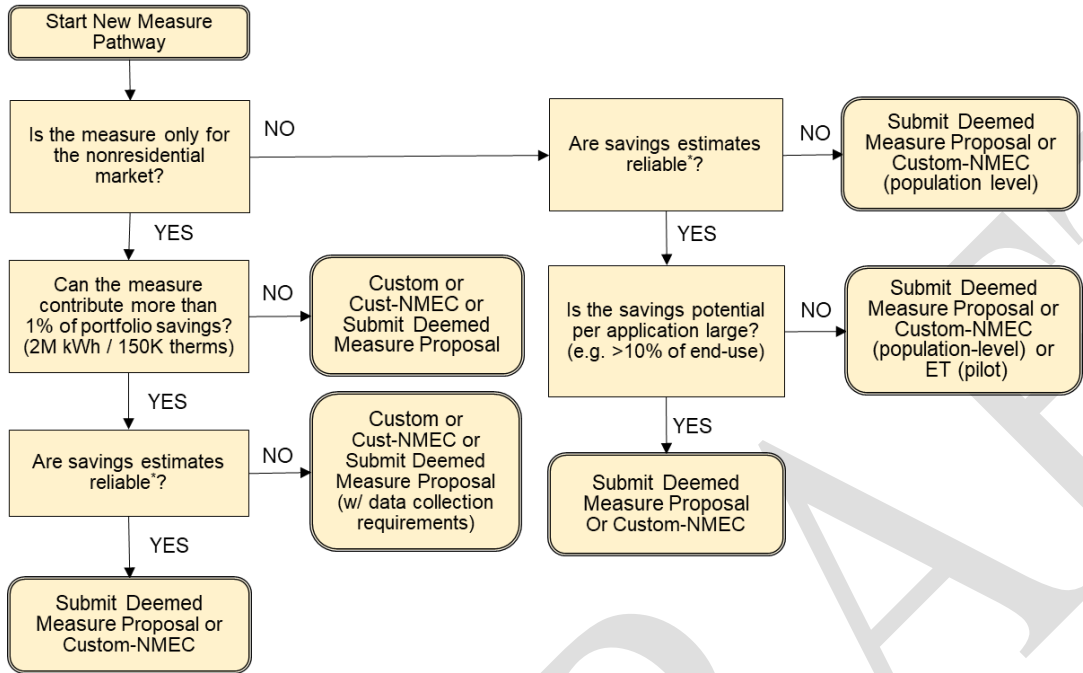 Start New Measure
Pathway
Is the measure only for
the nonresidential
market?
NO
Are savings estimates
reliable*?
NO
Submit Deemed
Measure Proposal or
Custom-NMEC
(population level)
YES
YES
Can the measure
contribute more than
1% of portfolio savings?
(2M kWh / 150K therms)
NO
Custom or
Cust-NMEC or
Submit Deemed
Measure Proposal
Is the savings potential
per application large?
(e.g. >10% of end-use)
NO
Submit Deemed
Measure Proposal or
Custom-NMEC
(population-level) or
ET (pilot)
YES
YES
Are savings estimates
reliable*?
NO
Custom or
Cust-NMEC or
Submit Deemed
Measure Proposal
(w/ data collection
requirements)
Submit Deemed
Measure Proposal
Or Custom-NMEC
YES
Submit Deemed
Measure Proposal or
Custom-NMEC